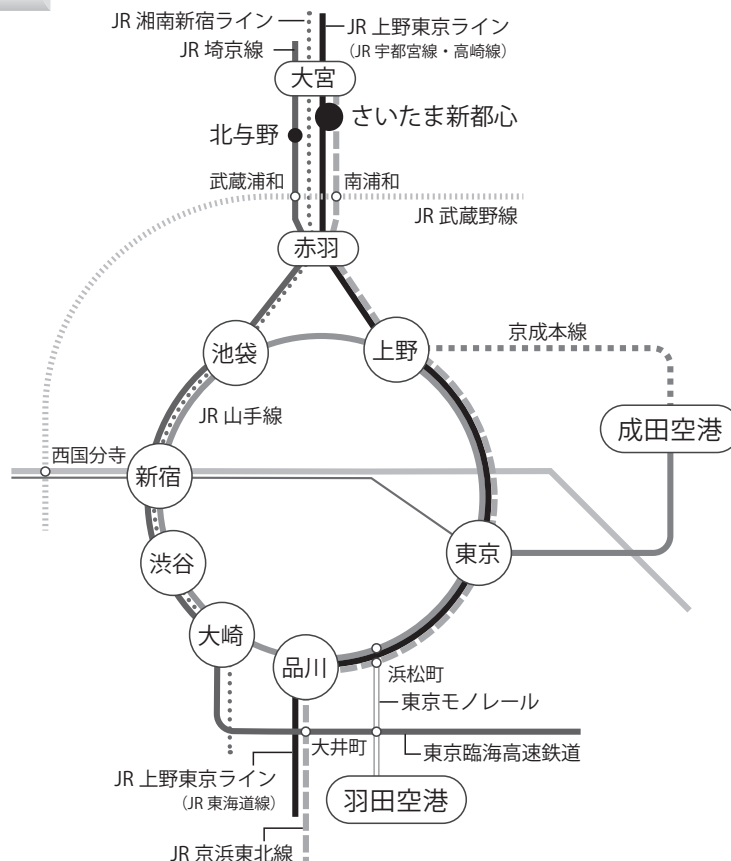 JR 湘南新宿ライン
JR 上野東京ライン
（JR 宇都宮線・高崎線）
JR 埼京線
大宮
さいたま新都心
北与野
武蔵浦和
南浦和
JR 武蔵野線
赤羽
京成本線
池袋
上野
JR 山手線
成田空港
西国分寺
新宿
東京
渋谷
大崎
品川
浜松町
東京モノレール
大井町
東京臨海高速鉄道
JR 上野東京ライン
（JR 東海道線）
羽田空港
JR 京浜東北線